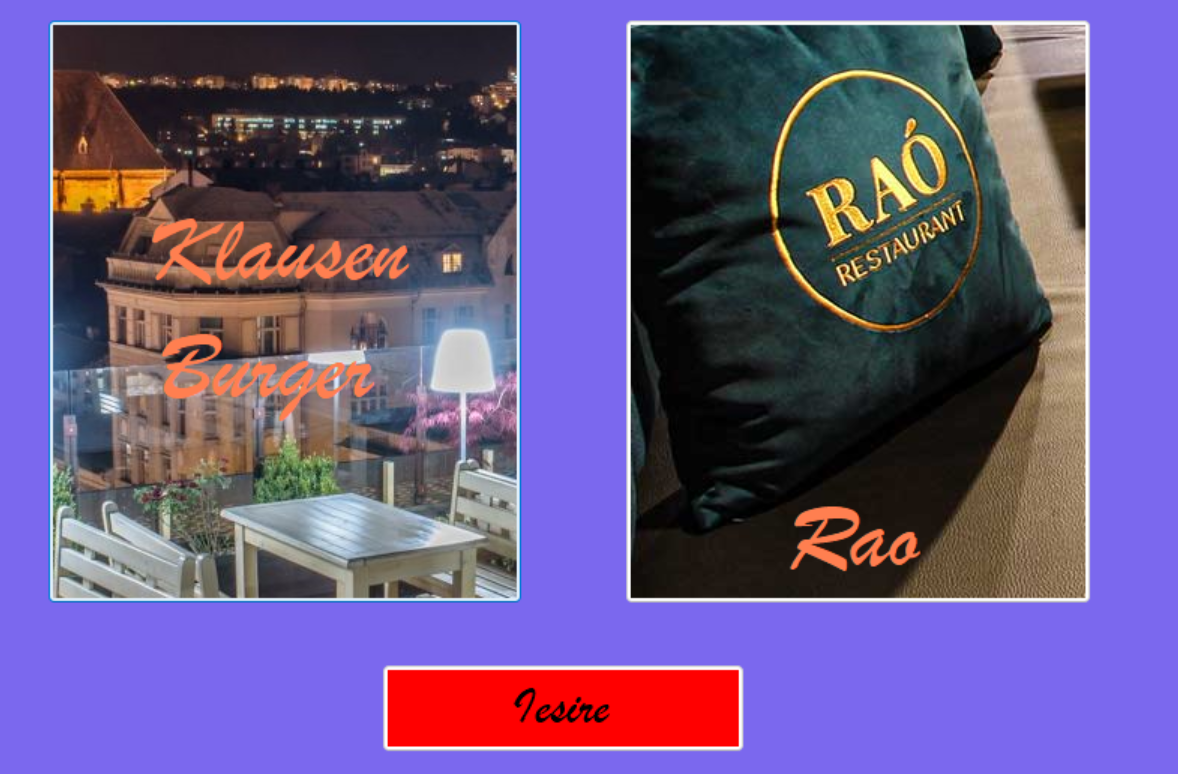 Klausen
Burger
RAÓ
RESTAURANT
Rao
Iesire